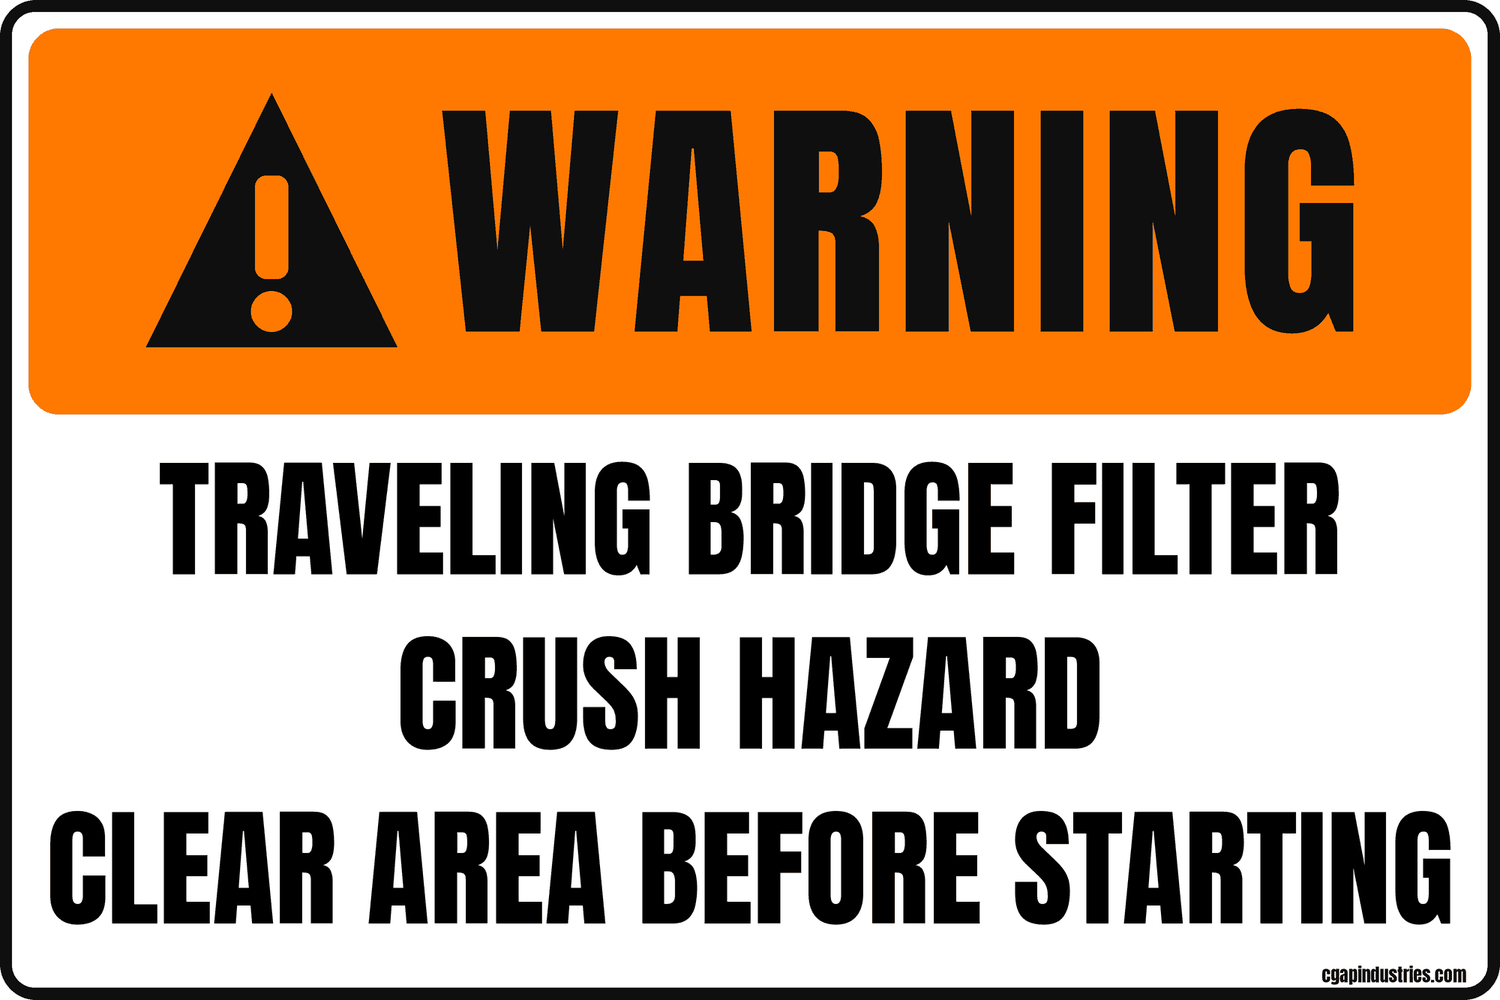 WARNING
TRAVELING BRIDGE FILTER
CRUSH HAZARD
CLEAR AREA BEFORE STARTING
cgapindustries.com